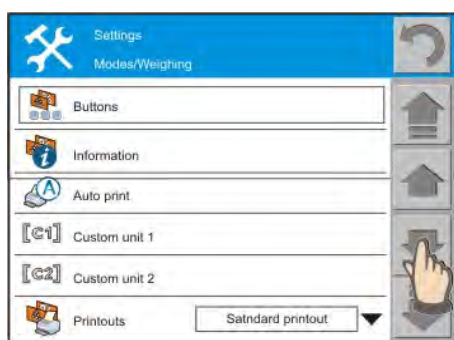 Settings
Modes/Weighing
Buttons
Information
Auto print
[C1] Custom unit 1
[C2] Custom unit 2
Printouts Satndard printout